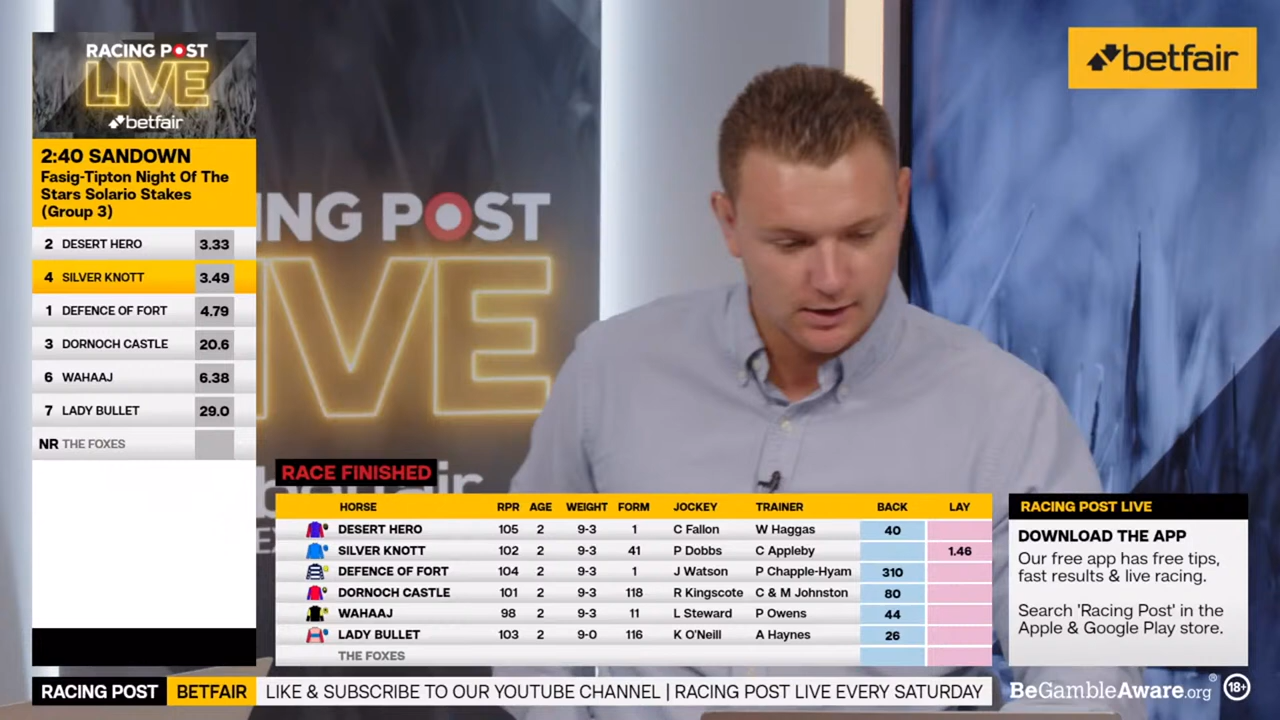 RACING POST
LIVE
betfair
2:40 SANDOWN
Fasig-Tipton Night Of The
Stars Solario Stakes
(Group 3)
2 DESERT HERO 3.33
4 SILVER KNOTT 3.49
1 DEFENCE OF FORT 4.79
3 DORNOCH CASTLE 20.6
6 WAHAAJ 6.38
7 LADY BULLET 29.0
NR THE FOXES
betfair
ING POST
IVE
RACE FINISHED
HORSE RPR AGE WEIGHT FORM JOCKEY TRAINER BACK LAY
DESERT HERO 105 2 9-3 1 C Fallon W Haggas 40
SILVER KNOTT 102 2 9-3 41 P Dobbs C Appleby 1.46
DEFENCE OF FORT 104 2 9-3 1 J Watson P Chapple-Hyam 310
DORNOCH CASTLE 101 2 9-3 118 R Kingscote C & M Johnston 80
WAHAAJ 98 2 9-3 11 L Steward P Owens 44
LADY BULLET 103 2 9-0 116 K O'Neill A Haynes 26
THE FOXES
RACING POST LIVE
DOWNLOAD THE APP
Our free app has free tips,
fast results & live racing.
Search 'Racing Post' in the
Apple & Google Play store.
RACING POST BETFAIR LIKE & SUBSCRIBE TO OUR YOUTUBE CHANNEL | RACING POST LIVE EVERY SATURDAY
BeGambleAware.org® 18+